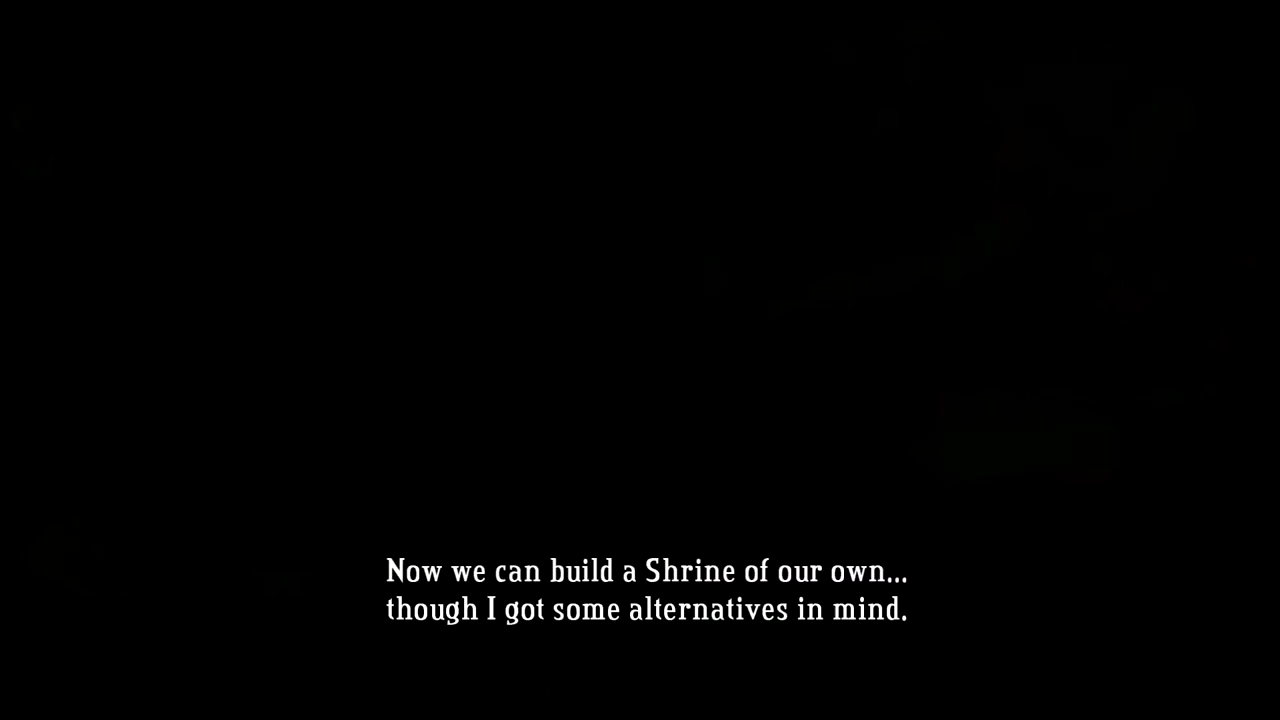 Now we can build a Shrine of our own...
though I got some alternatives in mind.